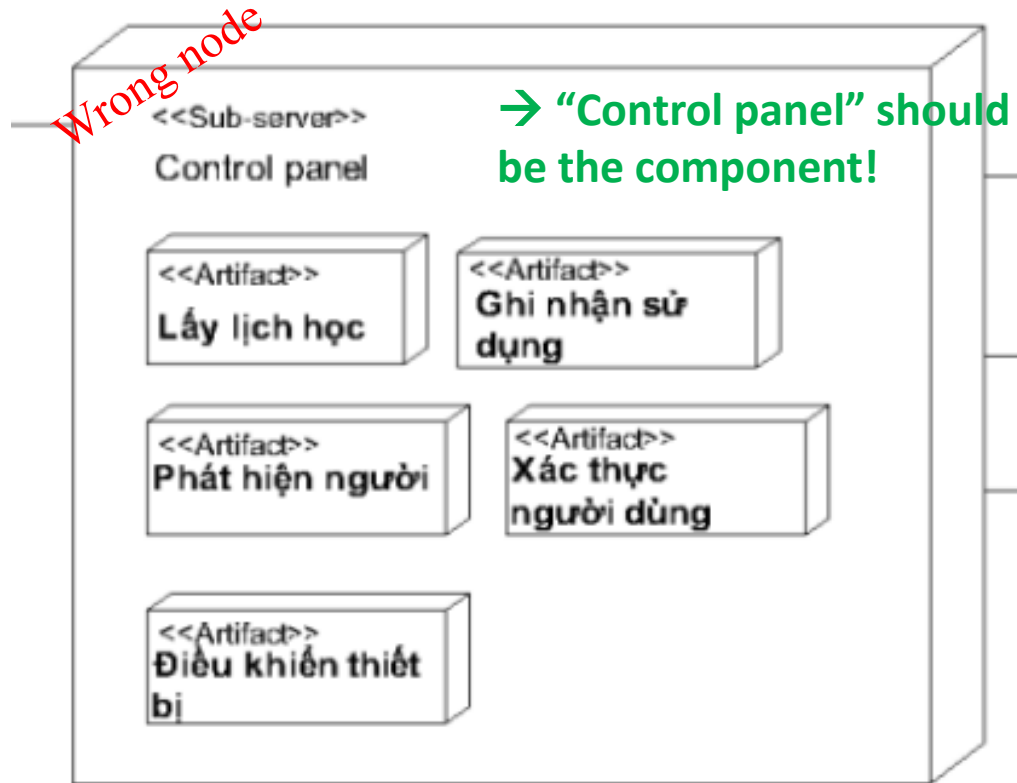 Wrong node
<<Sub-server>>
Control panel
→ “Control panel” should
be the component!
<<Artifact>>
Lấy lịch học
<<Artifact>>
Ghi nhận sử
dụng
<<Artifact>>
Phát hiện người
<<Artifact>>
Xác thực
người dùng
<<Artifact>>
Điều khiển thiết
bị